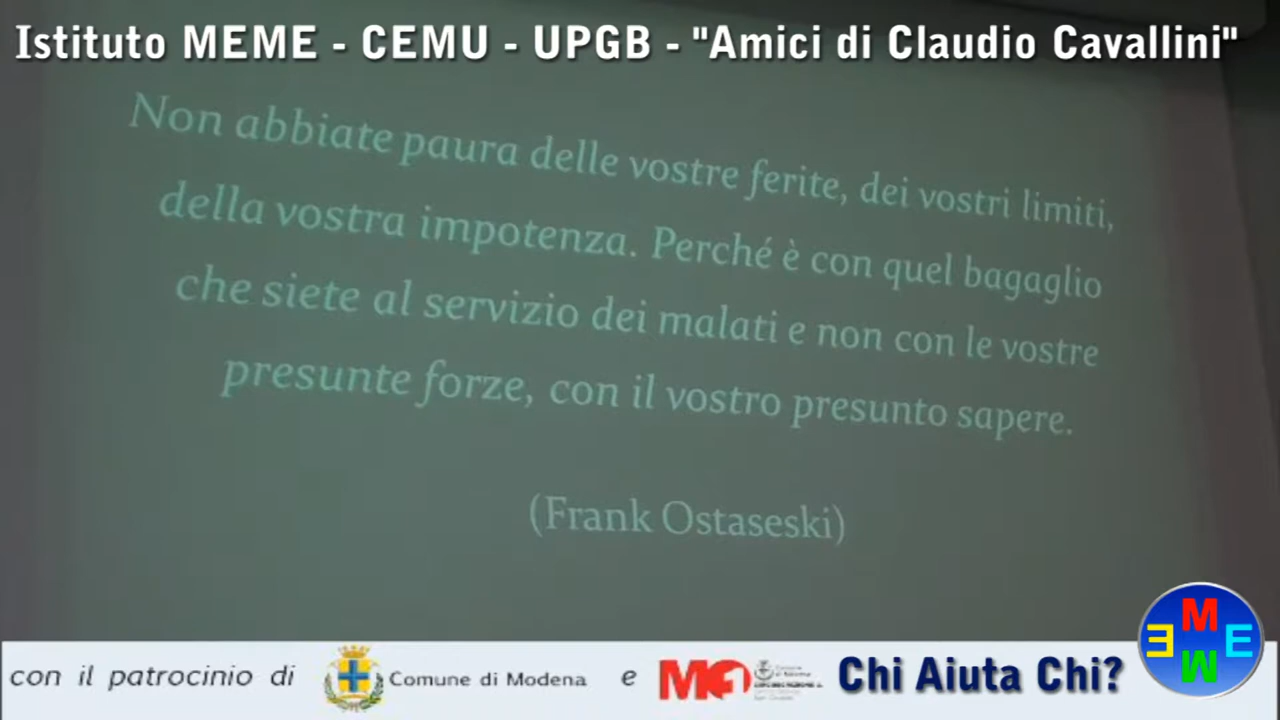 Istituto MEME - CEMU - UPGB - "Amici di Claudio Cavallini"
Non abbiate paura delle vostre ferite, dei vostri limiti,
della vostra impotenza. Perché è con quel bagaglio
che siete al servizio dei malati e non con le vostre
presunte forze, con il vostro presunto sapere.
(Frank Ostaseski)
con il patrocinio di Comune di Modena e Chi Aiuta Chi?
MEME